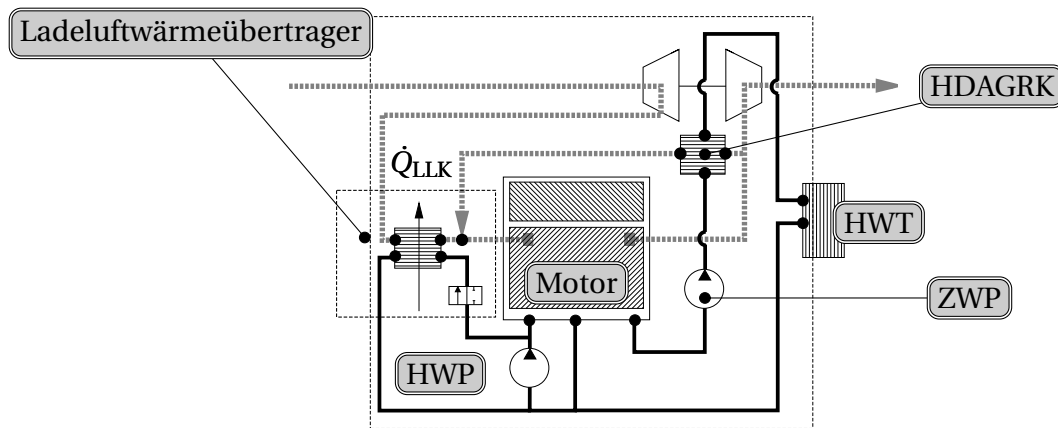 Ladeluftwärmeübertrager
HDAGRK
Q̇LLK
HWT
Motor
ZWP
HWP